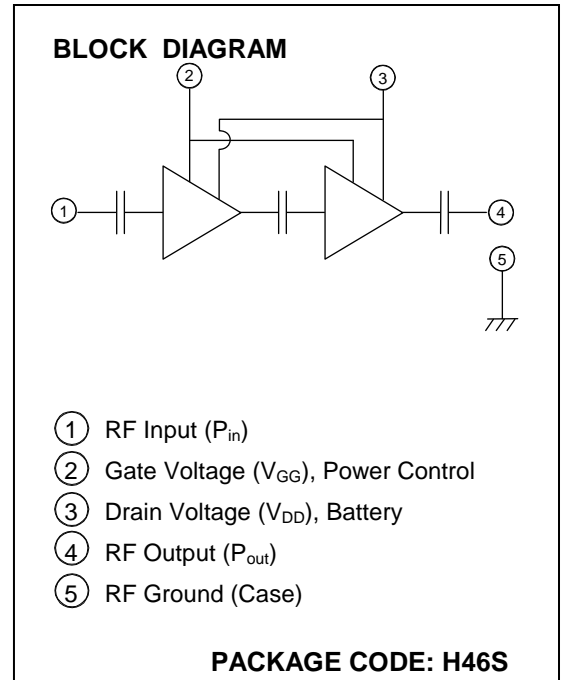 BLOCK DIAGRAM
2 3
1 4
5
1 RF Input (Pin)
2 Gate Voltage (VGG), Power Control
3 Drain Voltage (VDD), Battery
4 RF Output (Pout)
5 RF Ground (Case)
PACKAGE CODE: H46S